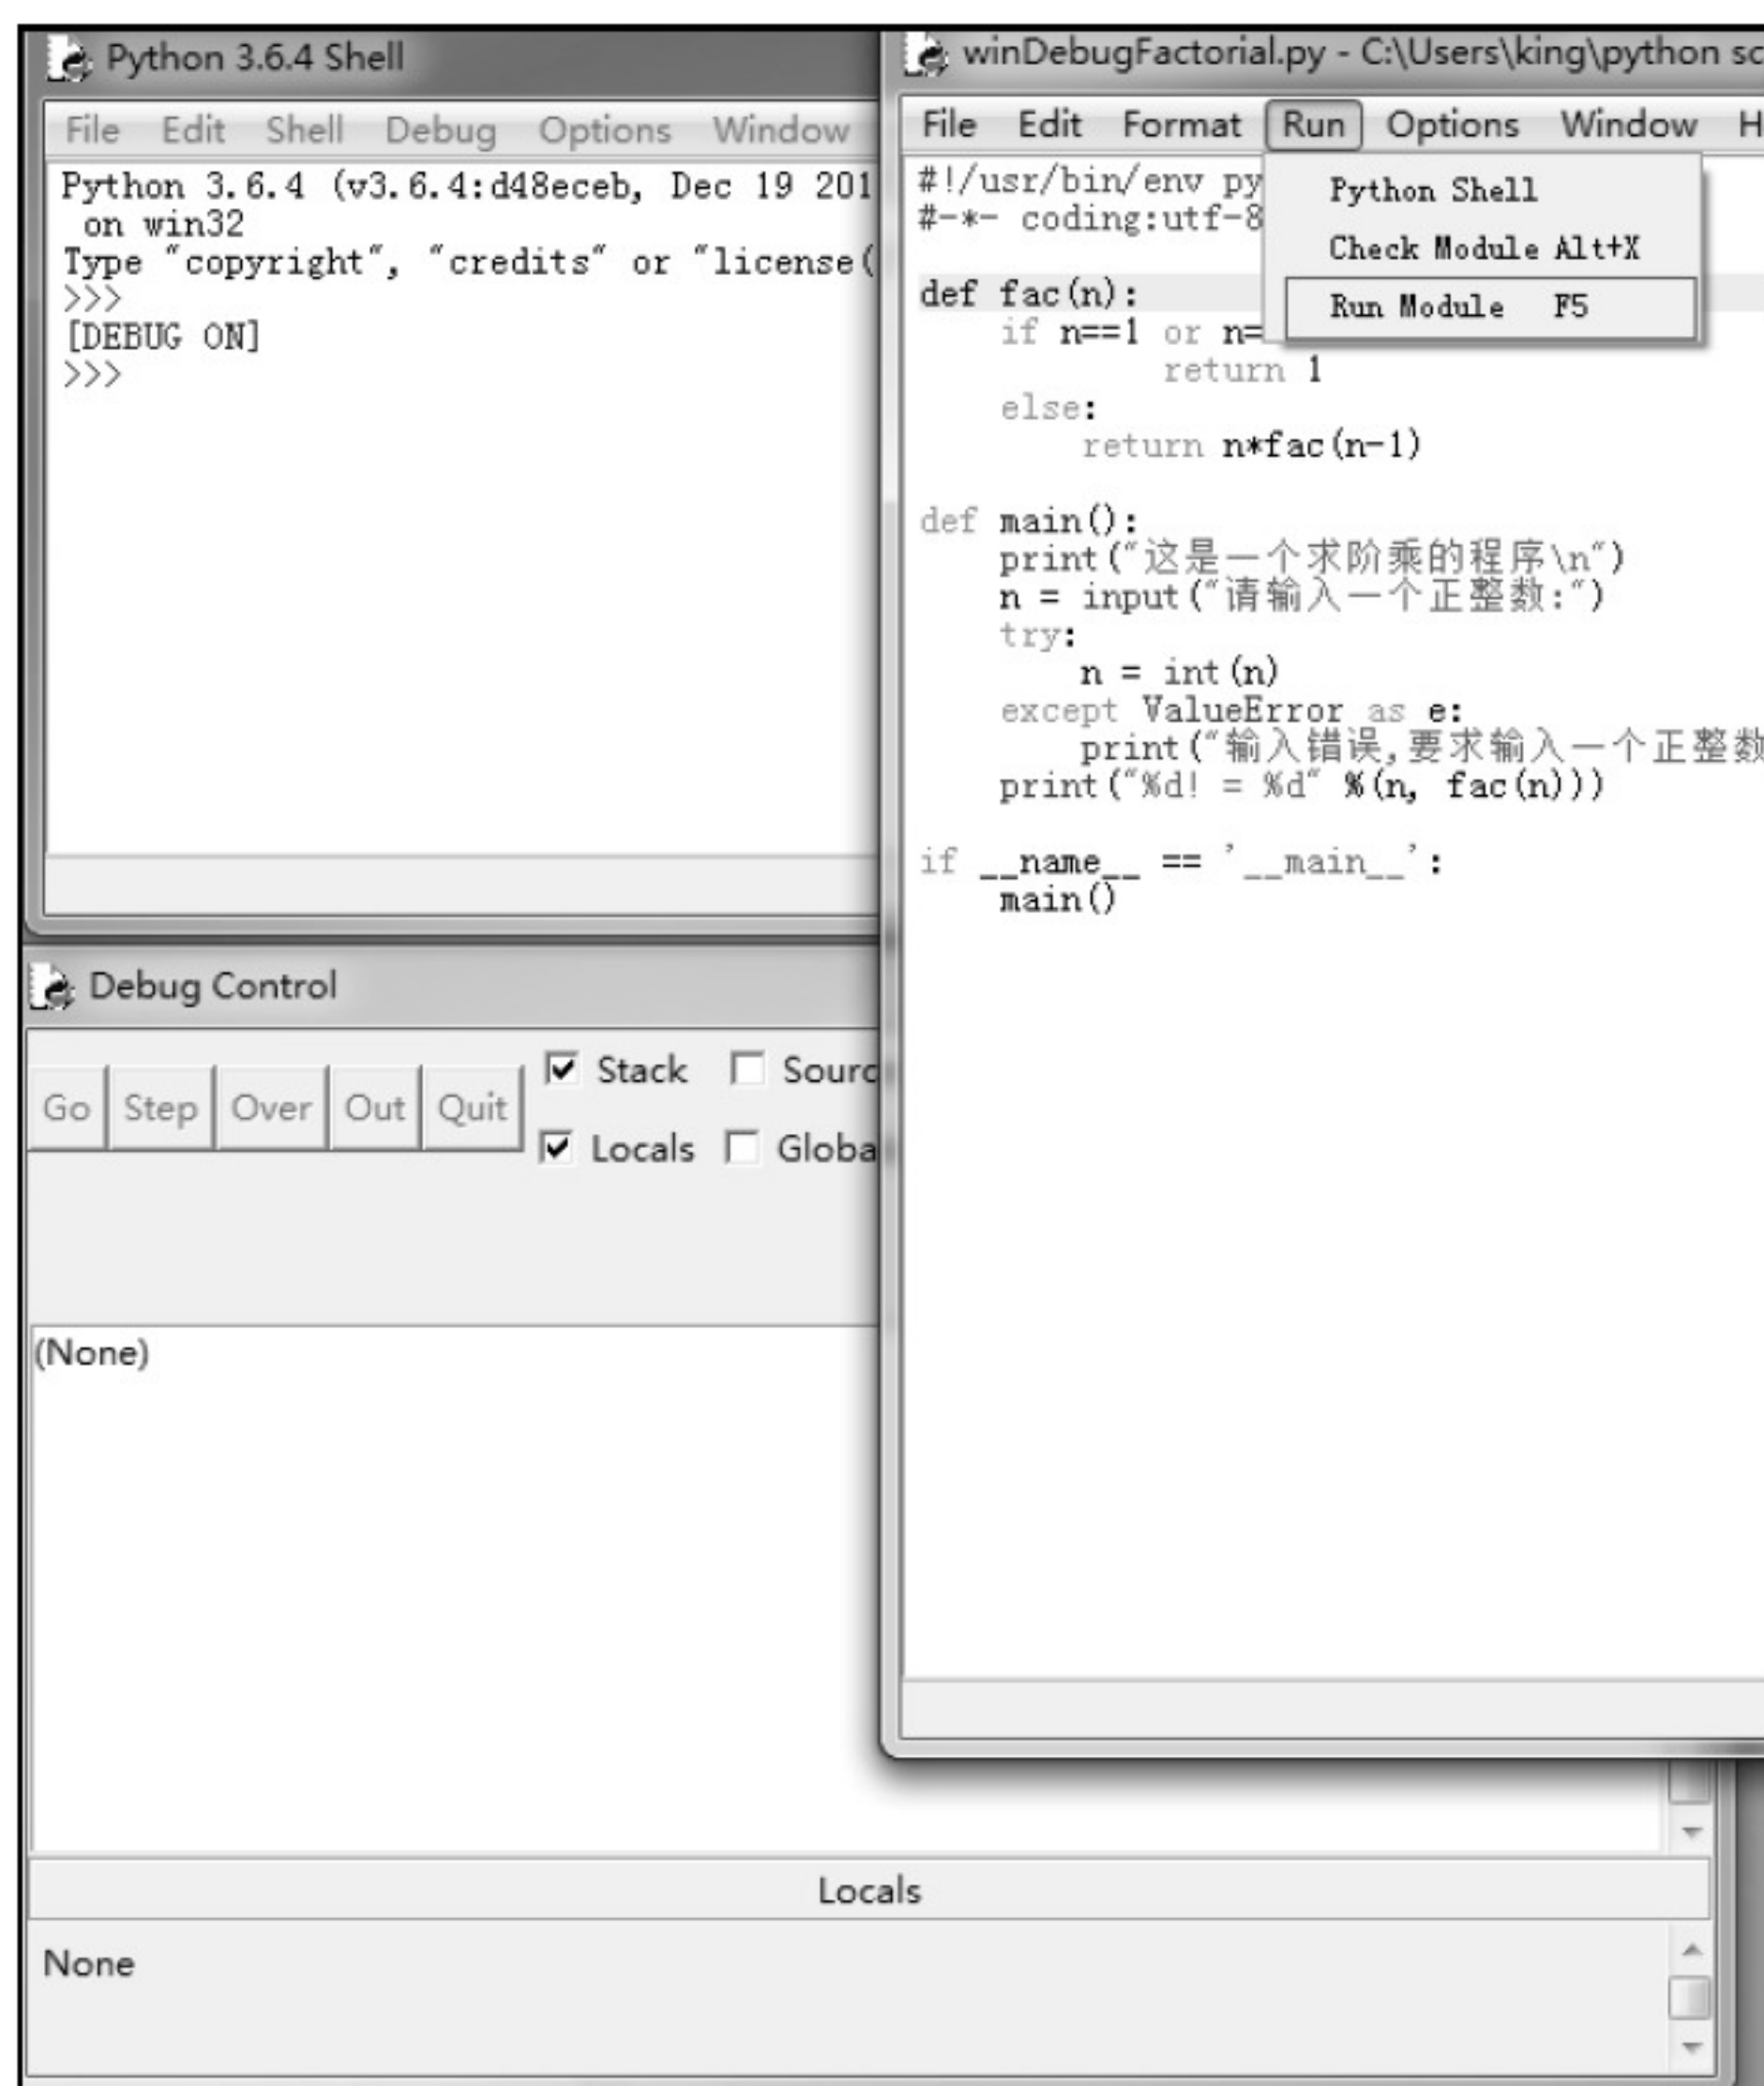 Python 3.6.4 Shell
File Edit Shell Debug Options Window
Python 3.6.4 (v3.6.4:d48eceb, Dec 19 201
on win32
Type "copyright", "credits" or "license(
>>>
[DEBUG ON]
>>>
winDebugFactorial.py - C:\Users\king\python sc
File Edit Format Run Options Window H
Python Shell
Check Module Alt+X
Run Module F5
#!/usr/bin/env py
#-*- coding:utf-8
def fac(n):
if n==1 or n=
return 1
else:
return n*fac(n-1)
def main():
print("这是一个求阶乘的程序\n")
n = input("请输入一个正整数:")
try:
n = int(n)
except ValueError as e:
print("输入错误,要求输入一个正整数
print("%d! = %d" %(n, fac(n)))
if __name__ == '__main__':
main()
Debug Control
Go Step Over Out Quit
Stack Sourc
Locals Globa
(None)
Locals
None